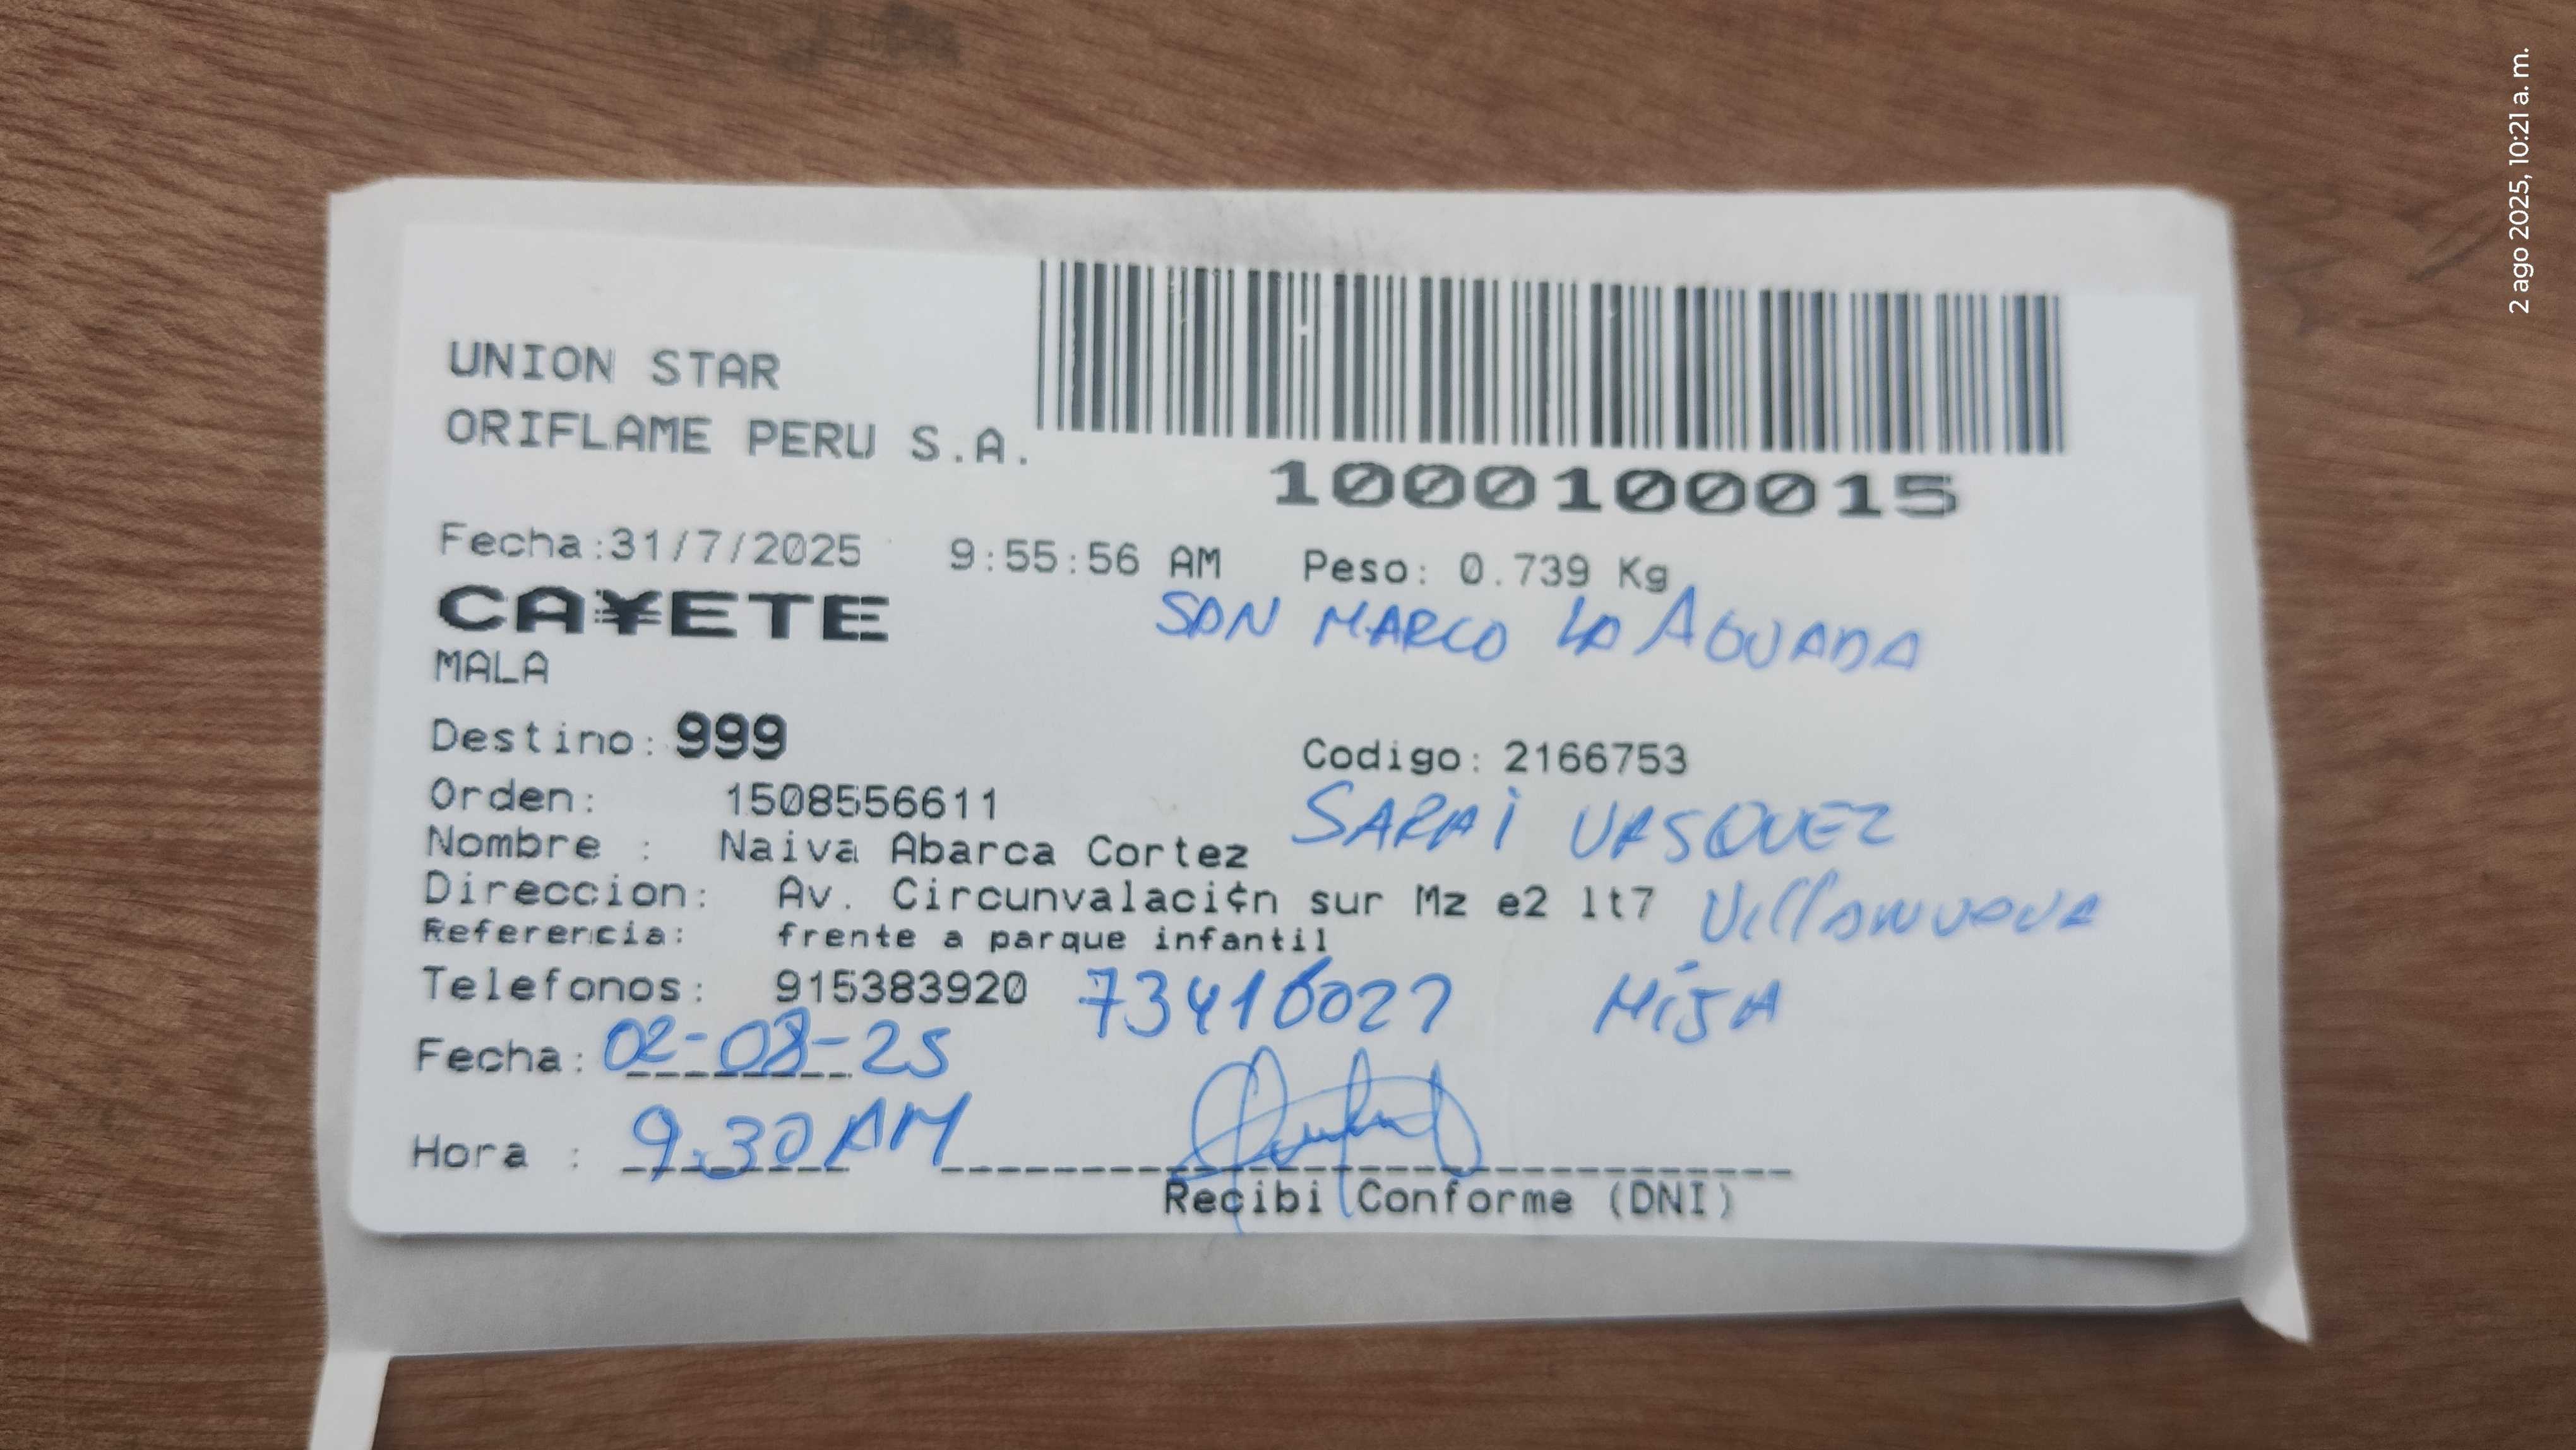 UNION STAR
ORIFLAME PERU S.A.
1000100015
Fecha:31/7/2025 9:55:56 AM Peso: 0.739 Kg
CA¥ETE
SAN MARCO LA AGUADA
MALA
Destino: 999
Codigo: 2166753
Orden: 1508556611
SARAI VASQUEZ
Nombre : Naiva Abarca Cortez
Direccion: Av. Circunvalaci¢n sur Mz e2 lt7 Villanueva
Referencia: frente a parque infantil
Telefonos: 915383920 73416027 HIJA
Fecha: 02-08-25
Hora : 9.30 AM
Recibi Conforme (DNI)
2 ago 2025, 10:21 a. m.